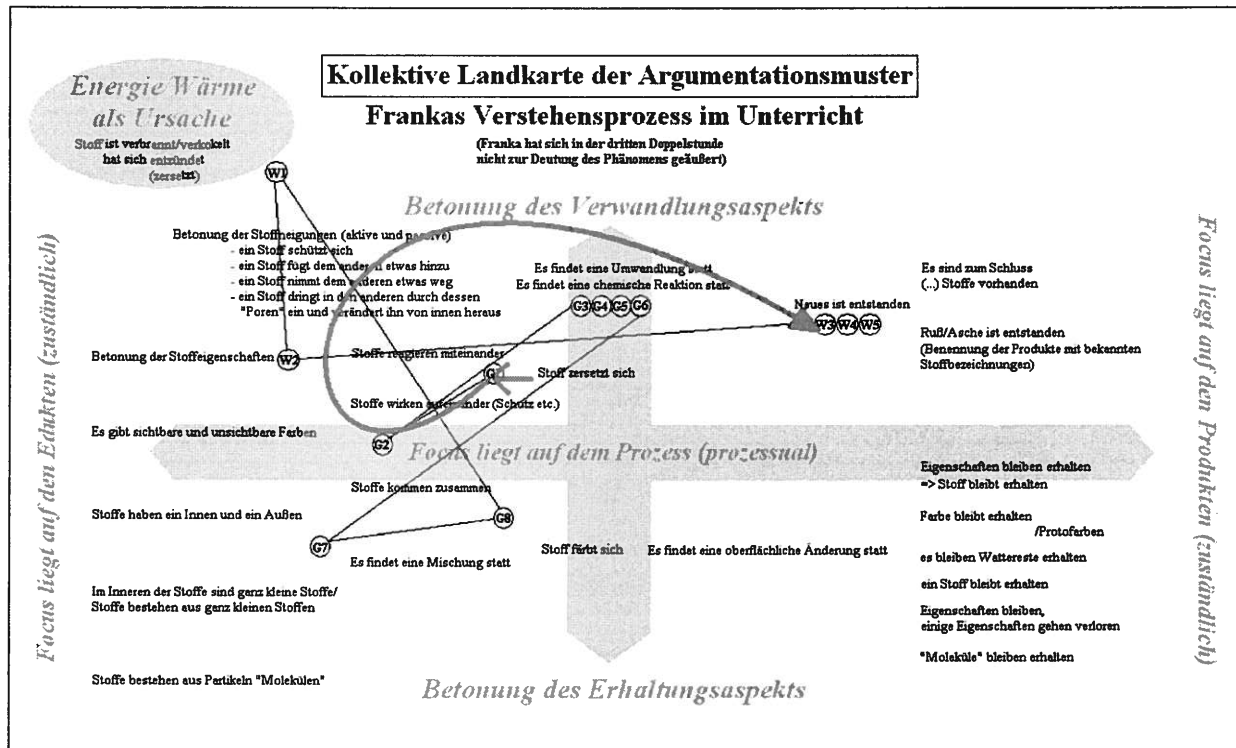 Kollektive Landkarte der Argumentationsmuster
Frankas Verstehensprozess im Unterricht
(Franka hat sich in der dritten Doppelstunde
nicht zur Deutung des Phänomens geäußert)
Energie Wärme
als Ursache
Stoff ist verbrannt/verkokelt
hat sich entzündet
(zersetzt)
W1
Betonung des Verwandlungsaspekts
Betonung der Stoffneigungen (aktive und passive)
- ein Stoff schützt sich
- ein Stoff fügt dem anderen etwas hinzu
- ein Stoff nimmt dem anderen etwas weg
- ein Stoff dringt in den anderen durch dessen
"Poren" ein und verändert ihn von innen heraus
Es findet eine Umwandlung statt
Es findet eine chemische Reaktion statt
G3 G4 G5 G6
Neues ist entstanden
W3 W4 W5
Es sind zum Schluss
(...) Stoffe vorhanden
Ruß/Asche ist entstanden
(Benennung der Produkte mit bekannten
Stoffbezeichnungen)
Betonung der Stoffeigenschaften
W2
Stoffe reagieren miteinander
Stoff zersetzt sich
Stoffe wirken aufeinander (Schutz etc.)
Es gibt sichtbare und unsichtbare Farben
G2
Focus liegt auf dem Prozess (prozessual)
Focus liegt auf den Edukten (zuständlich)
Focus liegt auf den Produkten (zuständlich)
Eigenschaften bleiben erhalten
=> Stoff bleibt erhalten
Stoffe kommen zusammen
Stoffe haben ein Innen und ein Außen
G8
Farbe bleibt erhalten
/Protofarben
G7
Stoff färbt sich
Es findet eine oberflächliche Änderung statt
Es findet eine Mischung statt
es bleiben Wattereste erhalten
Im Inneren der Stoffe sind ganz kleine Stoffe/
Stoffe bestehen aus ganz kleinen Stoffen
ein Stoff bleibt erhalten
Eigenschaften bleiben,
einige Eigenschaften gehen verloren
"Moleküle" bleiben erhalten
Stoffe bestehen aus Partikeln "Molekülen"
Betonung des Erhaltungsaspekts